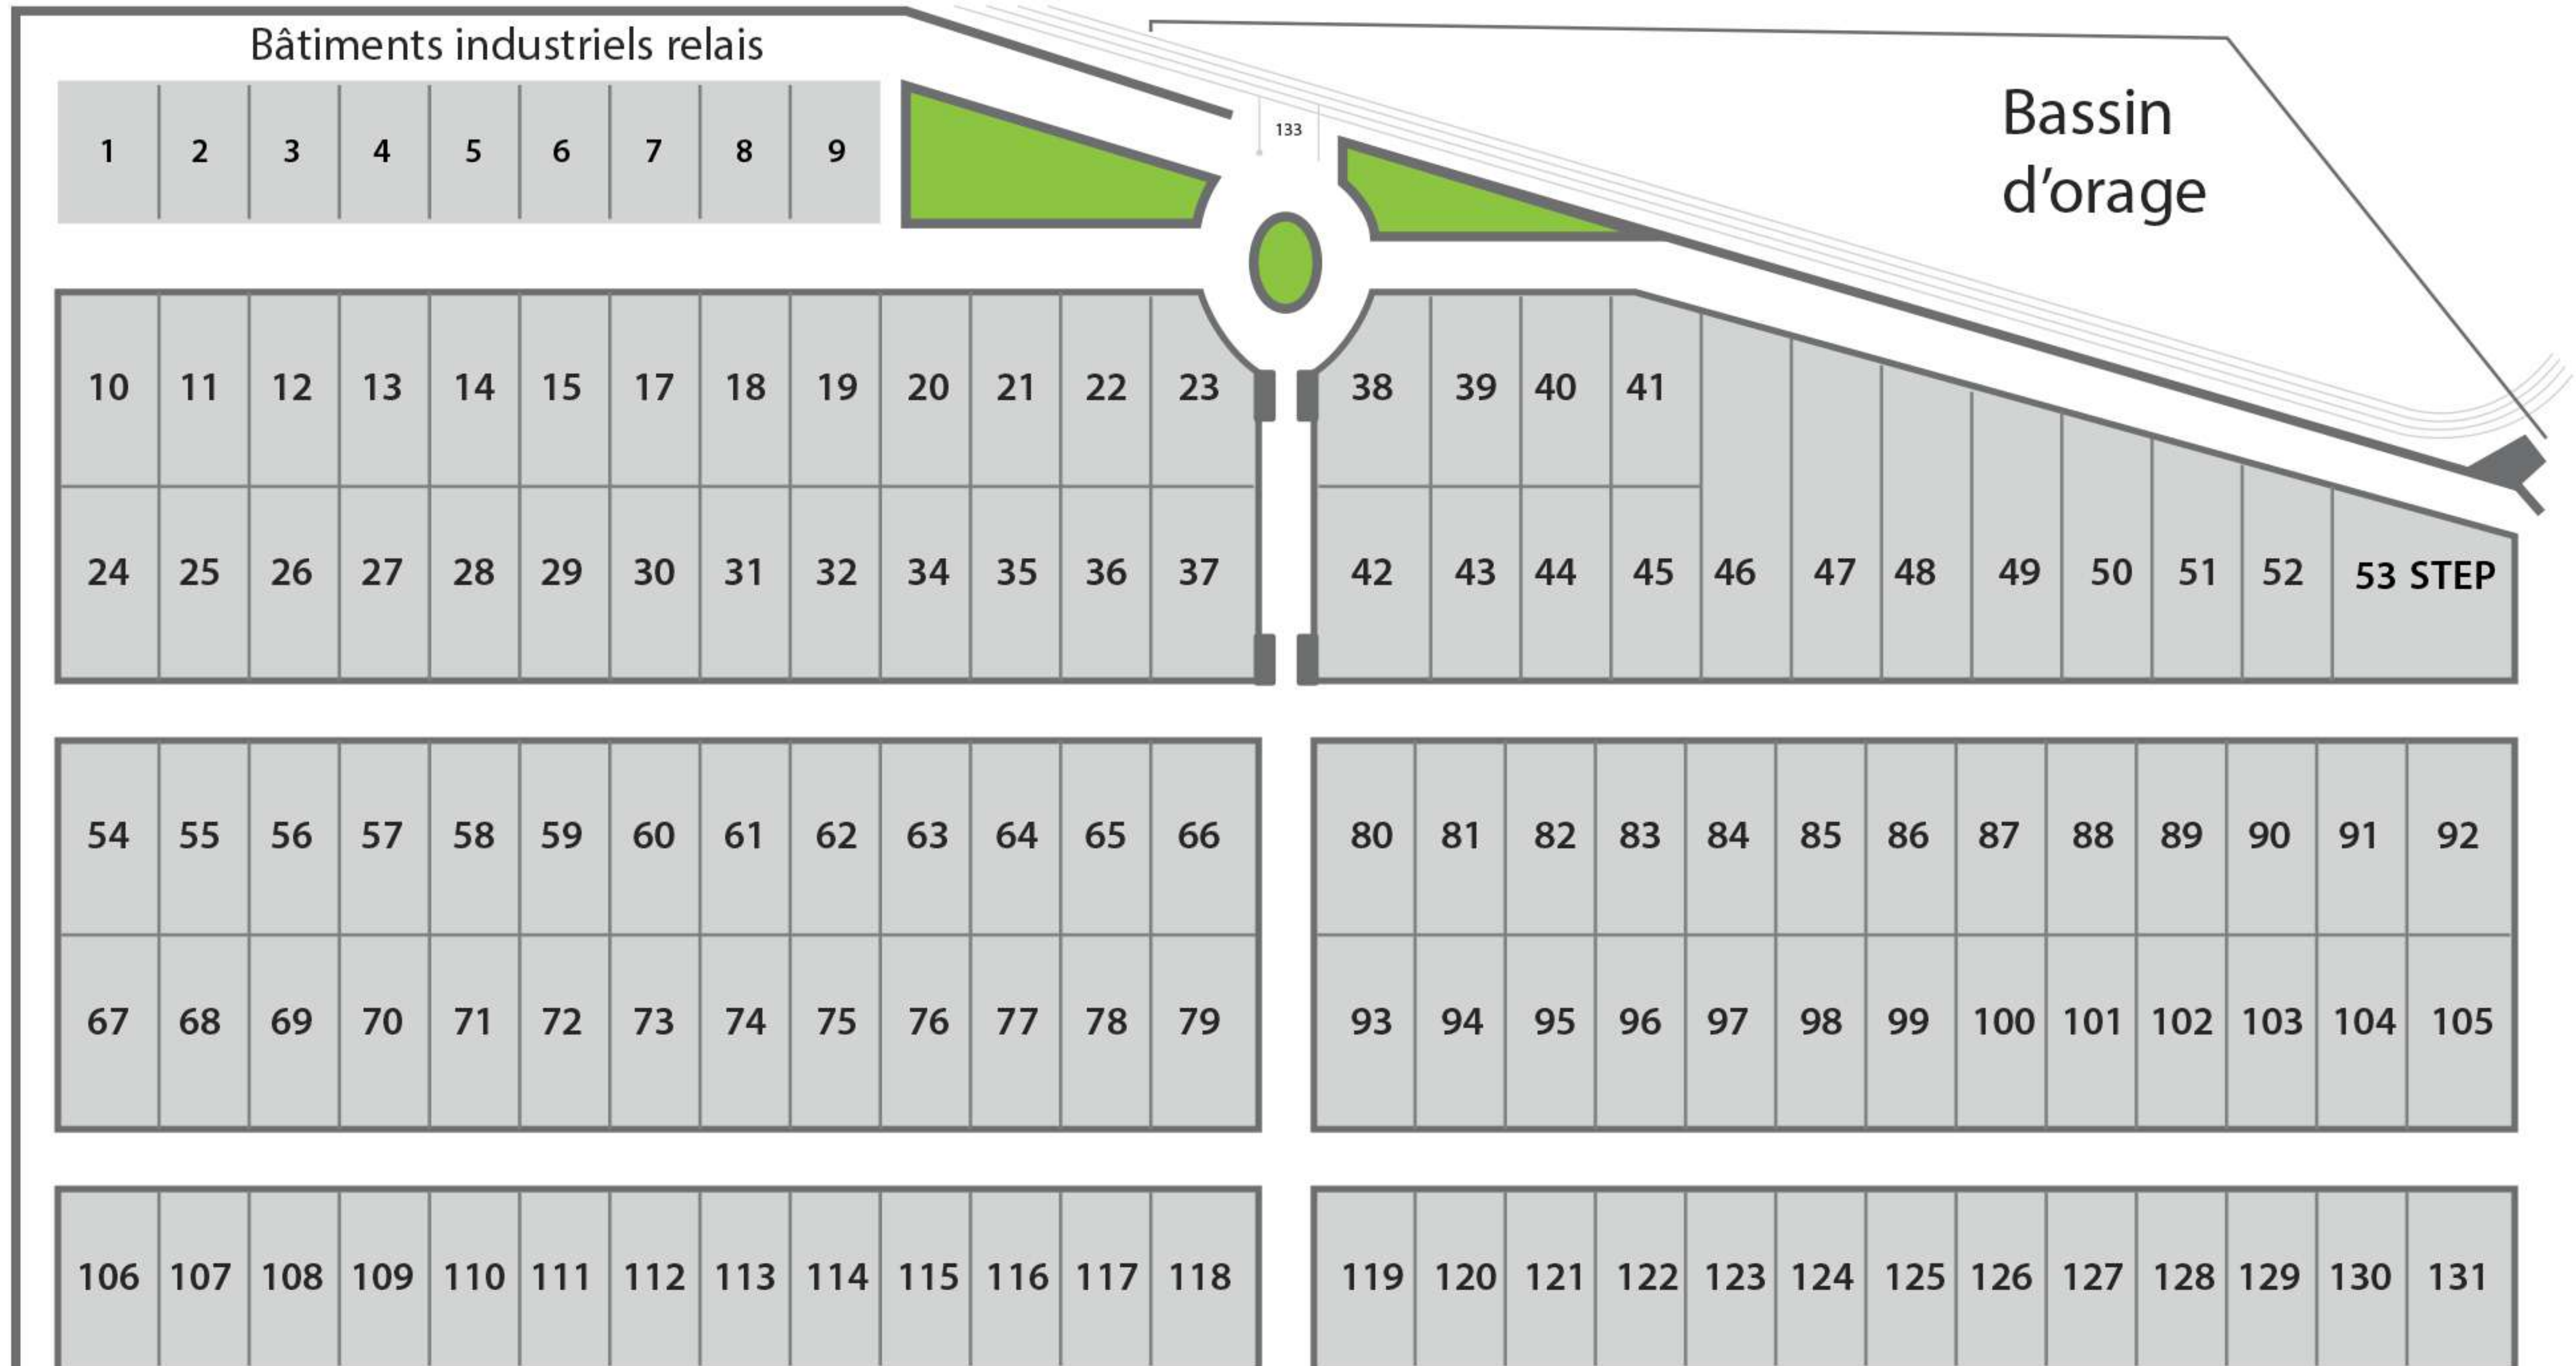 Bâtiments industriels relais
133
Bassin
d'orage
1 2 3 4 5 6 7 8 9
10 11 12 13 14 15 17 18 19 20 21 22 23 38 39 40 41
24 25 26 27 28 29 30 31 32 34 35 36 37 42 43 44 45 46 47 48 49 50 51 52 53 STEP
54 55 56 57 58 59 60 61 62 63 64 65 66 80 81 82 83 84 85 86 87 88 89 90 91 92
67 68 69 70 71 72 73 74 75 76 77 78 79 93 94 95 96 97 98 99 100 101 102 103 104 105
106 107 108 109 110 111 112 113 114 115 116 117 118 119 120 121 122 123 124 125 126 127 128 129 130 131